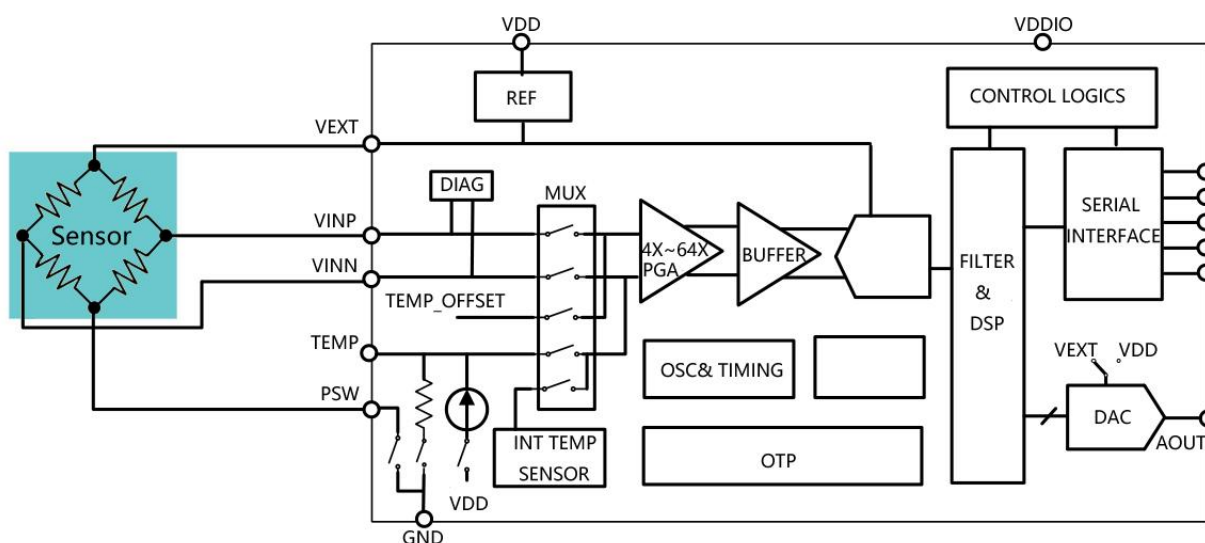 VDD
VDDIO
REF
CONTROL LOGICS
VEXT
DIAG
MUX
Sensor
VINP
4X~64X
PGA
BUFFER
FILTER
&
DSP
SERIAL
INTERFACE
VINN
TEMP_OFFSET
TEMP
OSC& TIMING
VEXT
VDD
PSW
DAC
AOUT
INT TEMP
SENSOR
OTP
VDD
GND